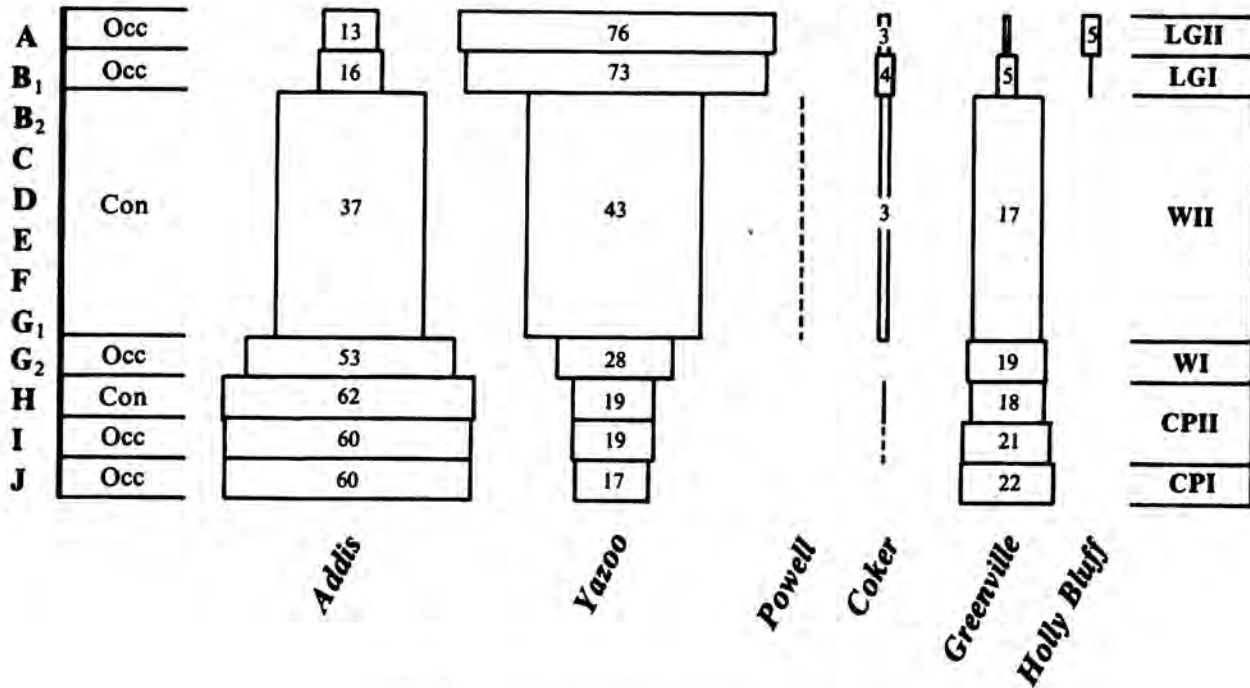 A Occ 13 76 3 5 LGII
B₁ Occ 16 73 4 5 LGI
B₂
C
D Con 37 43 3 17 WII
E
F
G₁
G₂ Occ 53 28 19 WI
H Con 62 19 18
CPII
I Occ 60 19 21
J Occ 60 17 22 CPI
Addis Yazoo Powell Coker Greenville Holly Bluff